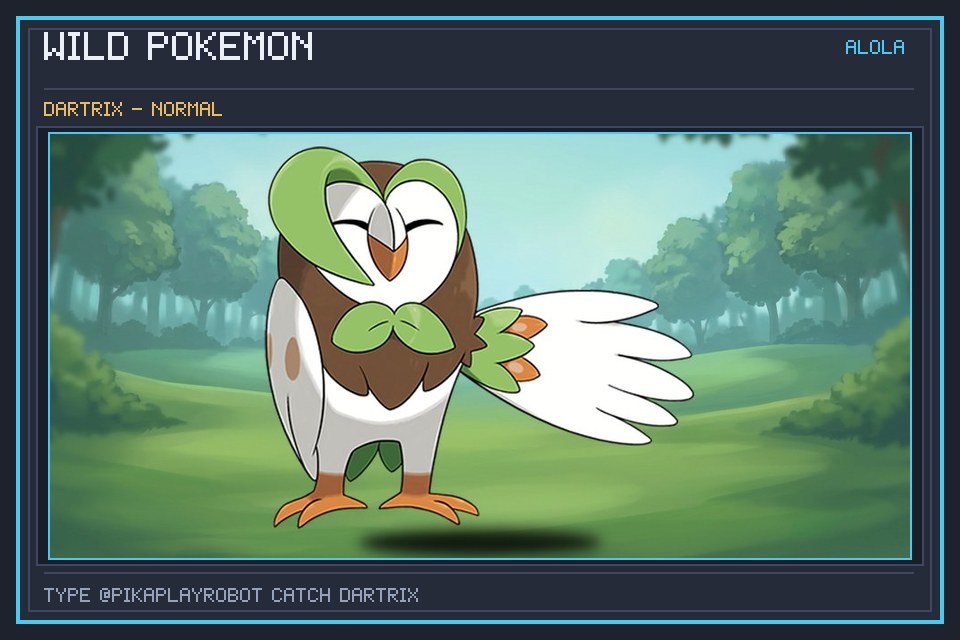 WILD POKEMON
ALOLA
DARTRIX - NORMAL
TYPE @PIKAPLAYROBOT CATCH DARTRIX